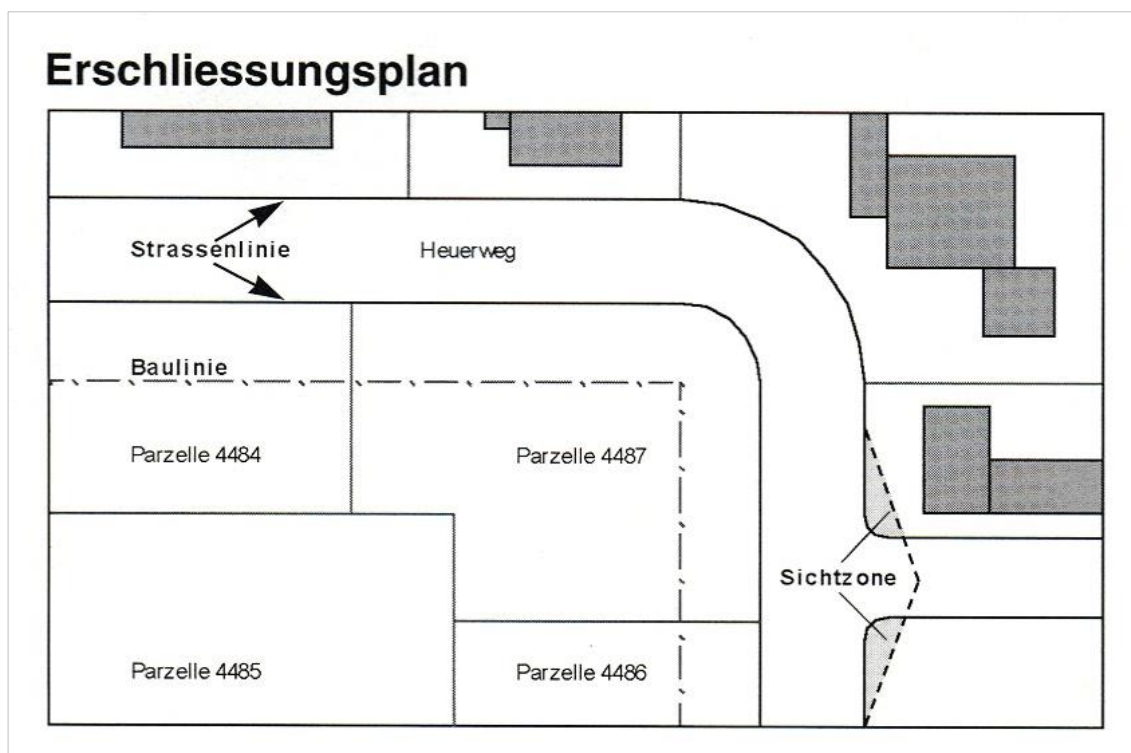 Erschliessungsplan
Strassenlinie
Heuerweg
Baulinie
Parzelle 4484
Parzelle 4487
Sichtzone
Parzelle 4485
Parzelle 4486